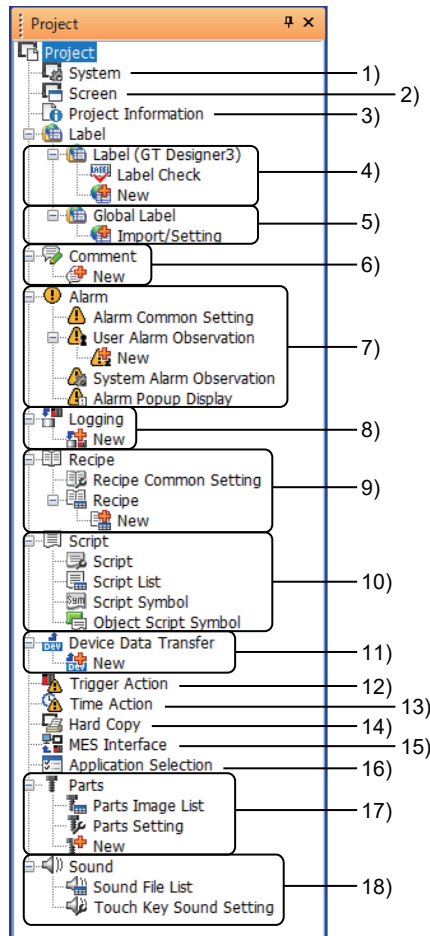 Project
Project
System 1)
Screen 2)
Project Information 3)
Label
Label (GT Designer3) 4)
LABEL Label Check
New
Global Label 5)
Import/Setting
Comment 6)
New
Alarm
Alarm Common Setting
User Alarm Observation 7)
New
System Alarm Observation
Alarm Popup Display
Logging 8)
New
Recipe
Recipe Common Setting 9)
Recipe
New
Script
Script
Script List 10)
Sym Script Symbol
Object Script Symbol
Dev Device Data Transfer 11)
Dev New
Trigger Action 12)
Time Action 13)
Hard Copy 14)
MES Interface 15)
Application Selection 16)
Parts
Parts Image List 17)
Parts Setting
New
Sound
Sound File List 18)
Touch Key Sound Setting